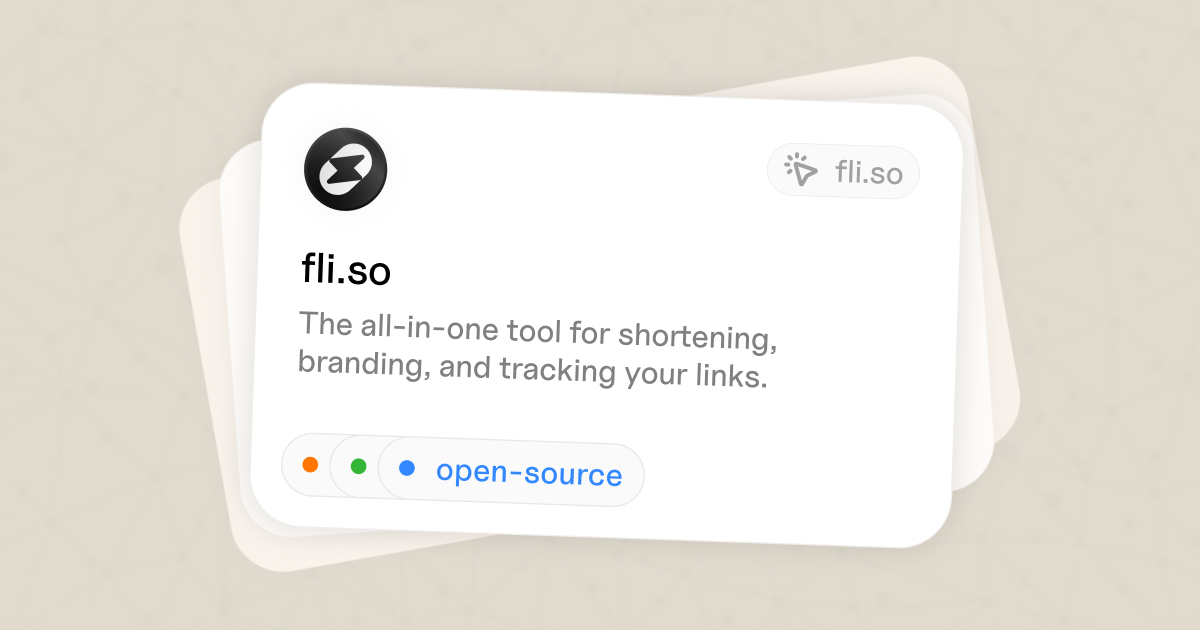 fli.so
fli.so
The all-in-one tool for shortening,
branding, and tracking your links.
open-source